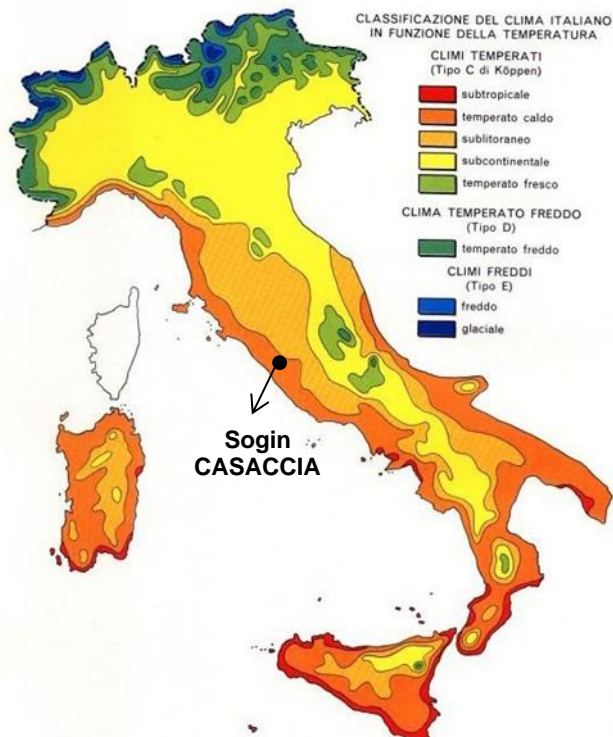 CLASSIFICAZIONE DEL CLIMA ITALIANO
IN FUNZIONE DELLA TEMPERATURA
CLIMI TEMPERATI
(Tipo C di Köppen)
subtropicale
temperato caldo
sublitoraneo
subcontinentale
temperato fresco
CLIMA TEMPERATO FREDDO
(Tipo D)
temperato freddo
CLIMI FREDDI
(Tipo E)
freddo
glaciale
Sogin
CASACCIA